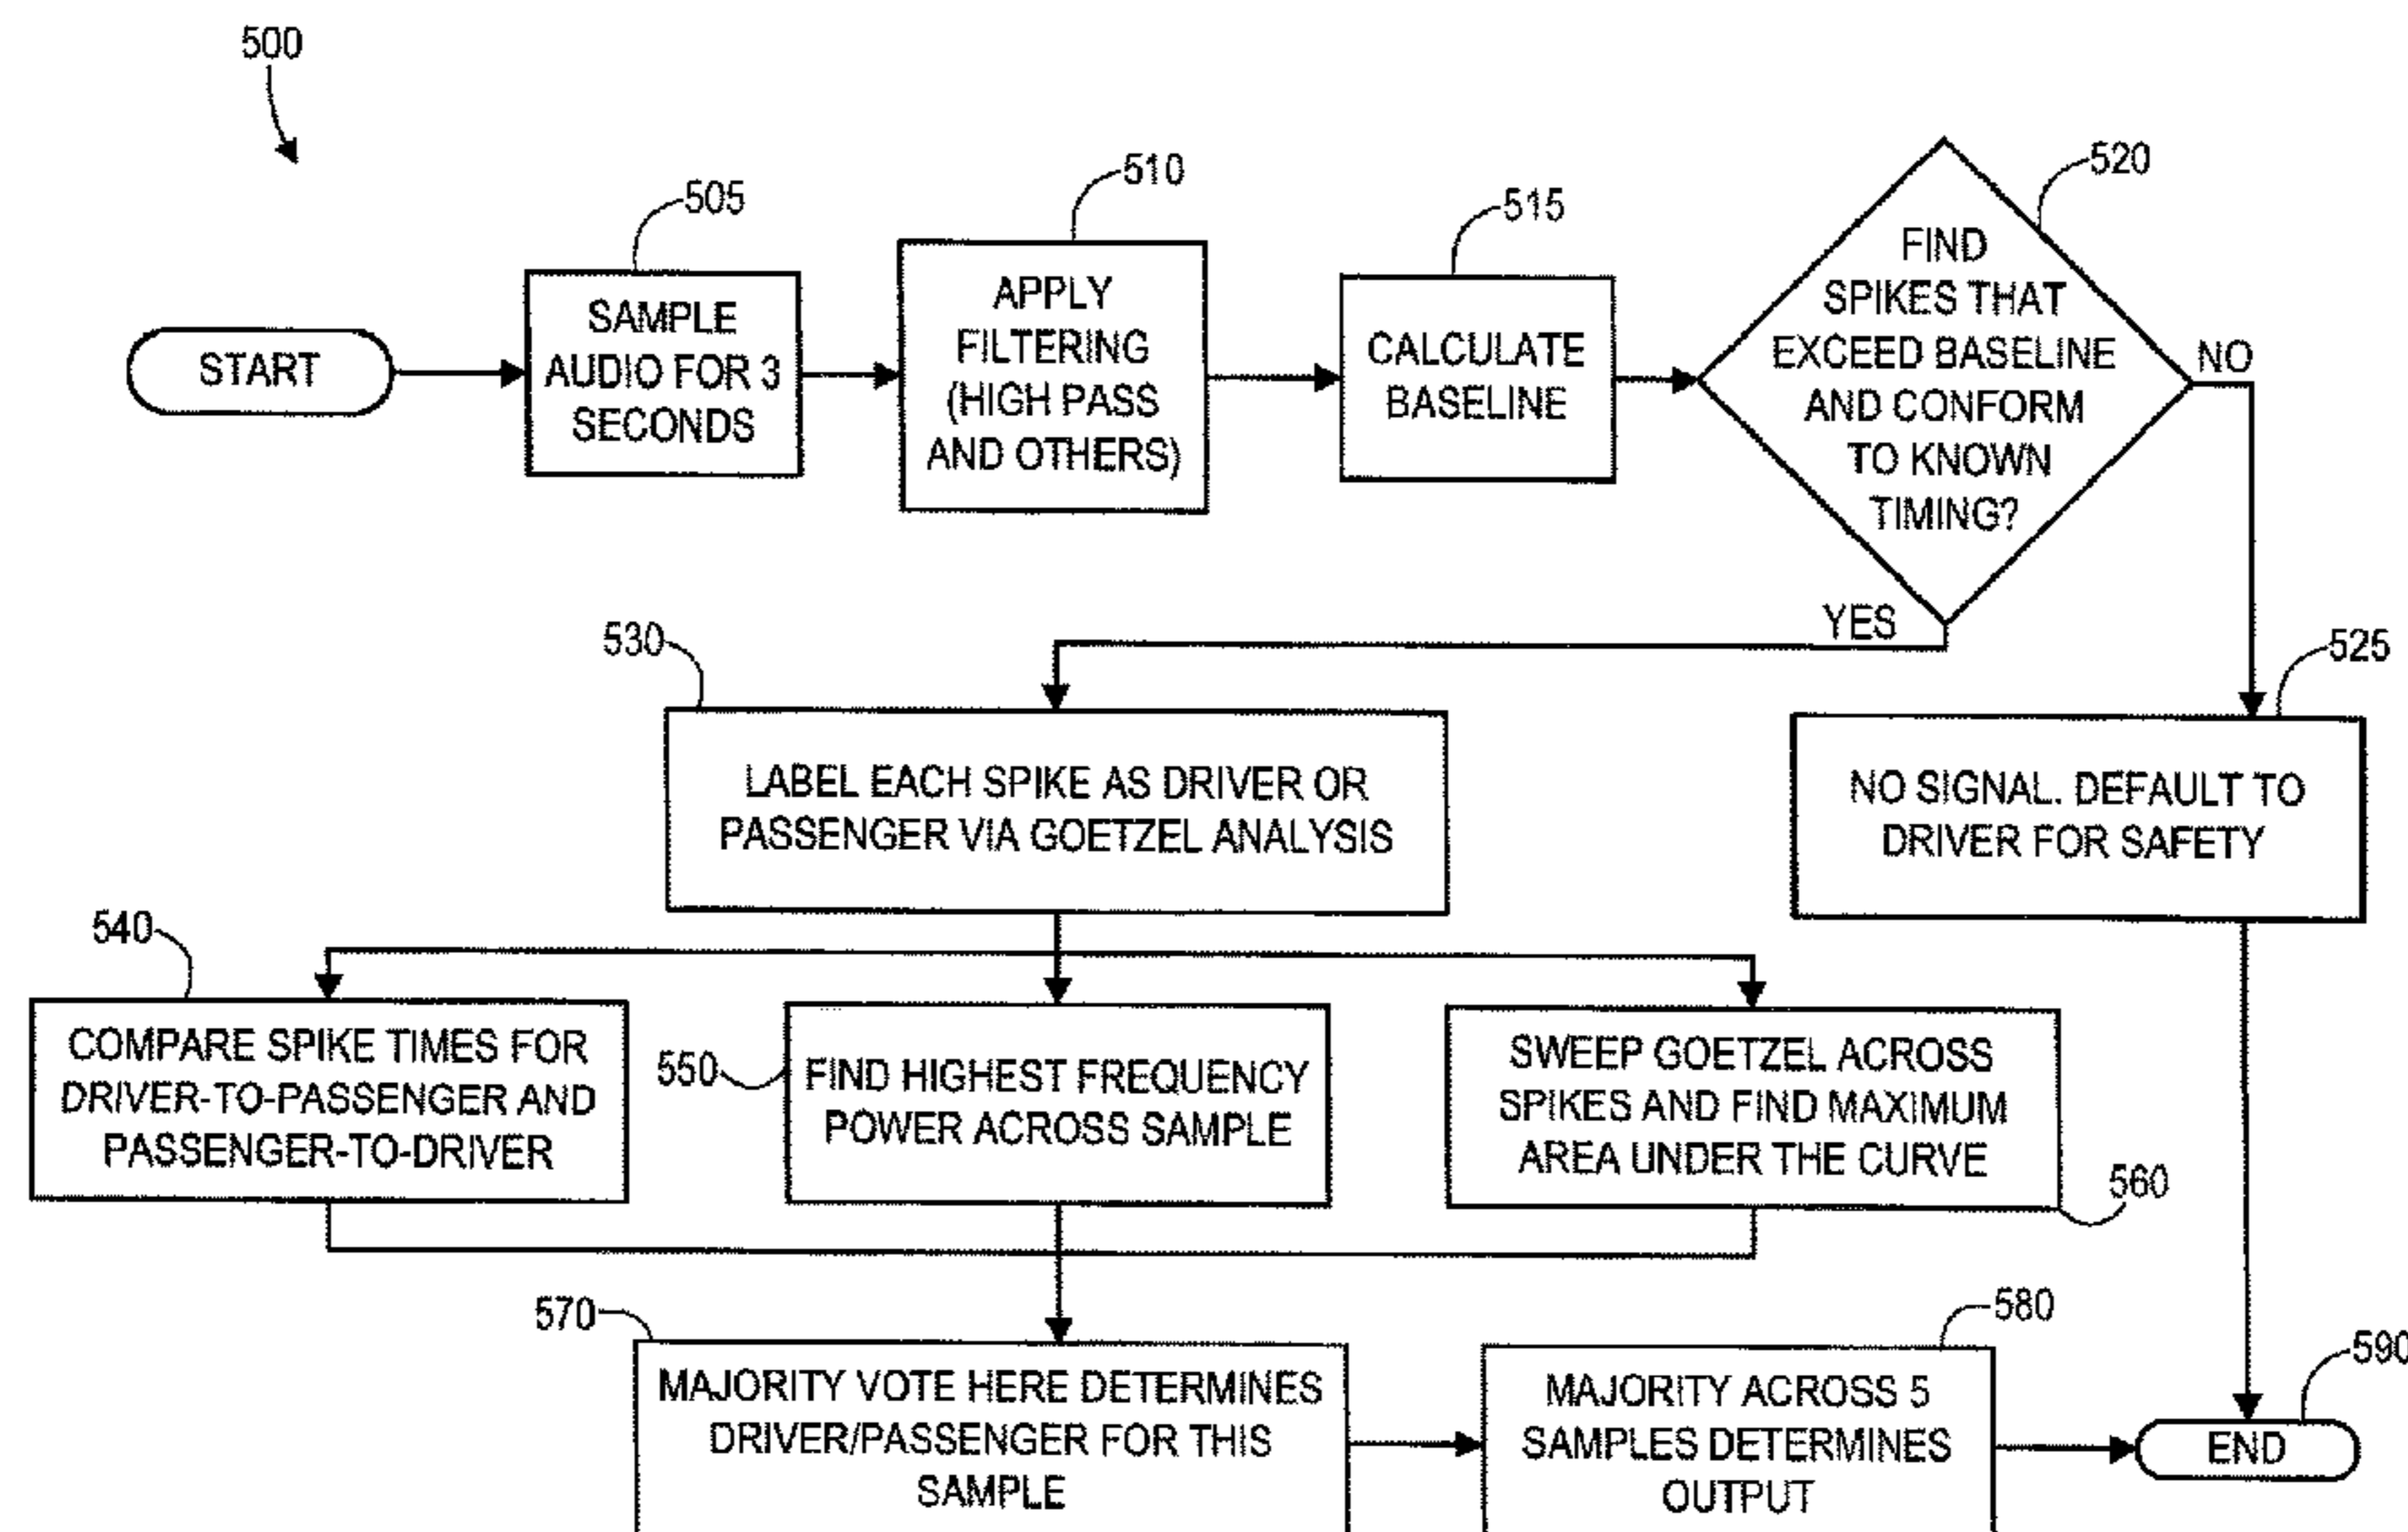 500
505
510
515
520
START
SAMPLE
AUDIO FOR 3
SECONDS
APPLY
FILTERING
(HIGH PASS
AND OTHERS)
CALCULATE
BASELINE
FIND
SPIKES THAT
EXCEED BASELINE
AND CONFORM
TO KNOWN
TIMING?
NO
YES
530
525
LABEL EACH SPIKE AS DRIVER OR
PASSENGER VIA GOETZEL ANALYSIS
NO SIGNAL. DEFAULT TO
DRIVER FOR SAFETY
540
COMPARE SPIKE TIMES FOR
DRIVER-TO-PASSENGER AND
PASSENGER-TO-DRIVER
550
FIND HIGHEST FREQUENCY
POWER ACROSS SAMPLE
SWEEP GOETZEL ACROSS
SPIKES AND FIND MAXIMUM
AREA UNDER THE CURVE
560
570
MAJORITY VOTE HERE DETERMINES
DRIVER/PASSENGER FOR THIS
SAMPLE
580
MAJORITY ACROSS 5
SAMPLES DETERMINES
OUTPUT
590
END